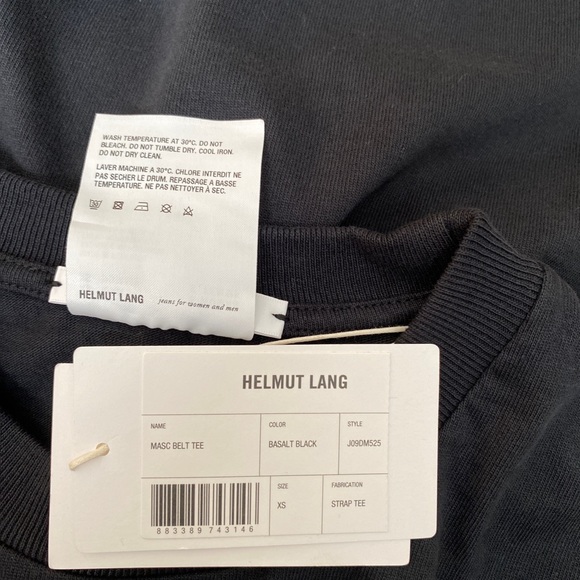 WASH TEMPERATURE AT 30°C. DO NOT
BLEACH. DO NOT TUMBLE DRY. COOL IRON.
DO NOT DRY CLEAN.
LAVER MACHINE A 30°C. CHLORE INTERDIT NE
PAS SECHER LE DRUM. REPASSAGE A BASSE
TEMPERATURE. NE PAS NETTOYER À SEC.
HELMUT LANG jeans for women and men
HELMUT LANG
NAME
MASC BELT TEE
COLOR
BASALT BLACK
STYLE
J09DM525
883389743146
SIZE
XS
FABRICATION
STRAP TEE